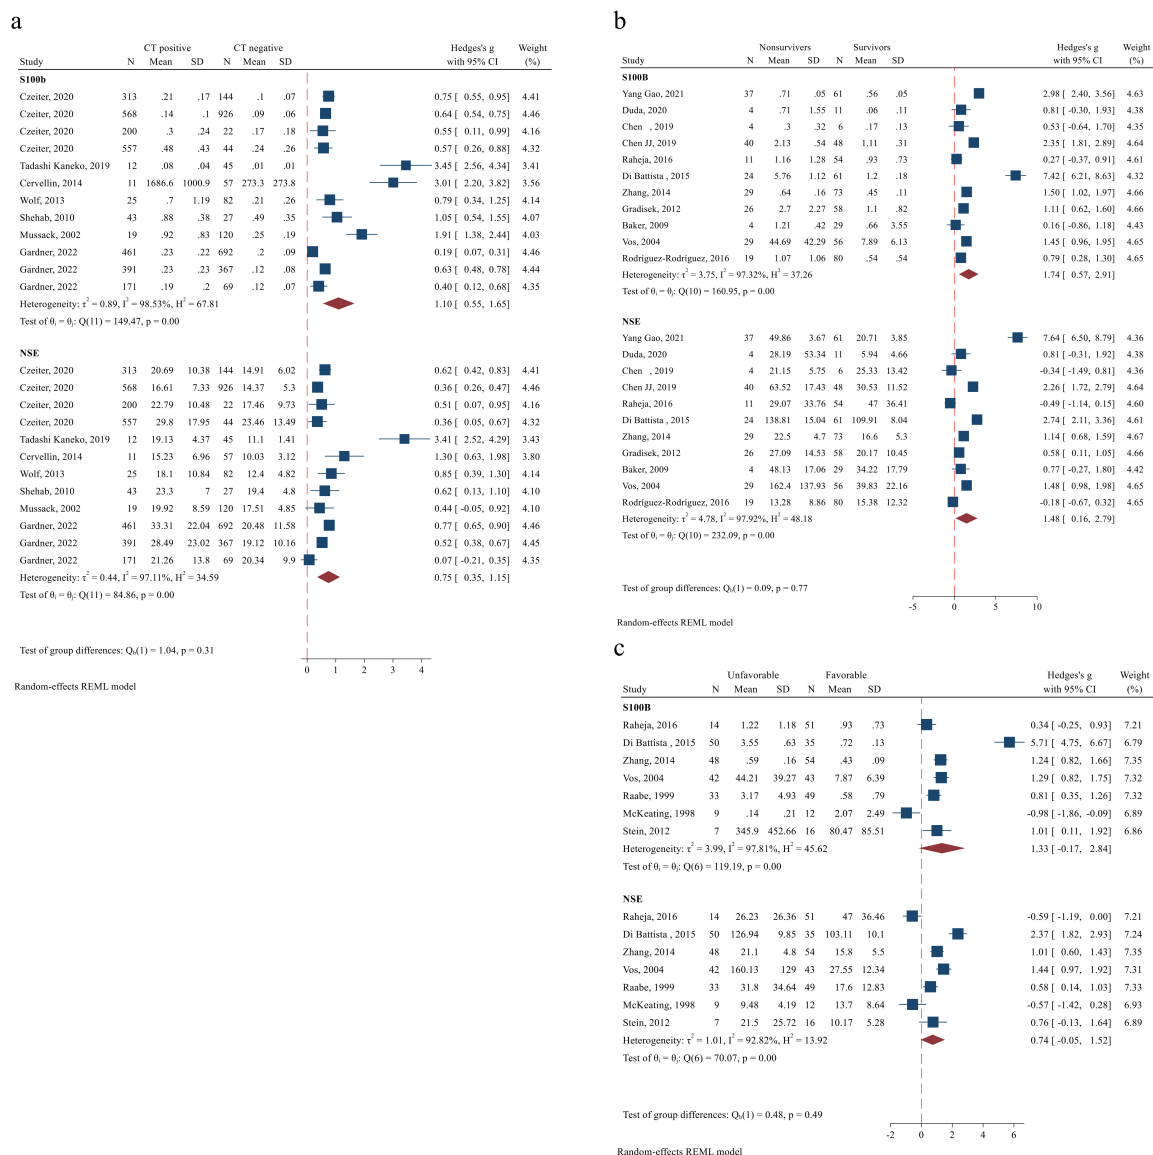 a
CT positive CT negative Hedges's g Weight
Study N Mean SD N Mean SD with 95% CI (%)
S100b
Czeiter, 2020 313 .21 .17 144 .1 .07 0.75 [ 0.55, 0.95] 4.41
Czeiter, 2020 568 .14 .1 926 .09 .06 0.64 [ 0.54, 0.75] 4.46
Czeiter, 2020 200 .3 .24 22 .17 .18 0.55 [ 0.11, 0.99] 4.16
Czeiter, 2020 557 .48 .43 44 .24 .26 0.57 [ 0.26, 0.88] 4.32
Tadashi Kaneko, 2019 12 .08 .04 45 .01 .01 3.45 [ 2.56, 4.34] 3.41
Cervellin, 2014 11 1686.6 1000.9 57 273.3 273.8 3.01 [ 2.20, 3.82] 3.56
Wolf, 2013 25 .7 1.19 82 .21 .26 0.79 [ 0.34, 1.25] 4.14
Shehab, 2010 43 .88 .38 27 .49 .35 1.05 [ 0.54, 1.55] 4.07
Mussack, 2002 19 .92 .83 120 .25 .19 1.91 [ 1.38, 2.44] 4.03
Gardner, 2022 461 .23 .22 692 .2 .09 0.19 [ 0.07, 0.31] 4.46
Gardner, 2022 391 .23 .23 367 .12 .08 0.63 [ 0.48, 0.78] 4.44
Gardner, 2022 171 .19 .2 69 .12 .07 0.40 [ 0.12, 0.68] 4.35
Heterogeneity: τ² = 0.89, I² = 98.53%, H² = 67.81 1.10 [ 0.55, 1.65]
Test of θi = θj: Q(11) = 149.47, p = 0.00
NSE
Czeiter, 2020 313 20.69 10.38 144 14.91 6.02 0.62 [ 0.42, 0.83] 4.41
Czeiter, 2020 568 16.61 7.33 926 14.37 5.3 0.36 [ 0.26, 0.47] 4.46
Czeiter, 2020 200 22.79 10.48 22 17.46 9.73 0.51 [ 0.07, 0.95] 4.16
Czeiter, 2020 557 29.8 17.95 44 23.46 13.49 0.36 [ 0.05, 0.67] 4.32
Tadashi Kaneko, 2019 12 19.13 4.37 45 11.1 1.41 3.41 [ 2.52, 4.29] 3.43
Cervellin, 2014 11 15.23 6.96 57 10.03 3.12 1.30 [ 0.63, 1.98] 3.80
Wolf, 2013 25 18.1 10.84 82 12.4 4.82 0.85 [ 0.39, 1.30] 4.14
Shehab, 2010 43 23.3 7 27 19.4 4.8 0.62 [ 0.13, 1.10] 4.10
Mussack, 2002 19 19.92 8.59 120 17.51 4.85 0.44 [ -0.05, 0.92] 4.10
Gardner, 2022 461 33.31 22.04 692 20.48 11.58 0.77 [ 0.65, 0.90] 4.46
Gardner, 2022 391 28.49 23.02 367 19.12 10.16 0.52 [ 0.38, 0.67] 4.45
Gardner, 2022 171 21.26 13.8 69 20.34 9.9 0.07 [ -0.21, 0.35] 4.35
Heterogeneity: τ² = 0.44, I² = 97.11%, H² = 34.59 0.75 [ 0.35, 1.15]
Test of θi = θj: Q(11) = 84.86, p = 0.00
Test of group differences: Qb(1) = 1.04, p = 0.31
0 1 2 3 4
Random-effects REML model
b
Nonsurvivers Survivors Hedges's g Weight
Study N Mean SD N Mean SD with 95% CI (%)
S100B
Yang Gao, 2021 37 .71 .05 61 .56 .05 2.98 [ 2.40, 3.56] 4.63
Duda, 2020 4 .71 1.55 11 .06 .11 0.81 [ -0.30, 1.93] 4.38
Chen , 2019 4 .3 .32 6 .17 .13 0.53 [ -0.64, 1.70] 4.35
Chen JJ, 2019 40 2.13 .54 48 1.11 .31 2.35 [ 1.81, 2.89] 4.64
Raheja, 2016 11 1.16 1.28 54 .93 .73 0.27 [ -0.37, 0.91] 4.61
Di Battista, 2015 24 5.76 1.12 61 1.2 .18 7.42 [ 6.21, 8.63] 4.32
Zhang, 2014 29 .64 .16 73 .45 .11 1.50 [ 1.02, 1.97] 4.66
Gradisek, 2012 26 2.7 2.27 58 1.1 .82 1.11 [ 0.62, 1.60] 4.66
Baker, 2009 4 1.21 .42 29 .66 3.55 0.16 [ -0.86, 1.18] 4.43
Vos, 2004 29 44.69 42.29 56 7.89 6.13 1.45 [ 0.96, 1.95] 4.65
Rodríguez-Rodríguez, 2016 19 1.07 1.06 80 .54 .54 0.79 [ 0.28, 1.30] 4.65
Heterogeneity: τ² = 3.75, I² = 97.32%, H² = 37.26 1.74 [ 0.57, 2.91]
Test of θi = θj: Q(10) = 160.95, p = 0.00
NSE
Yang Gao, 2021 37 49.86 3.67 61 20.71 3.85 7.64 [ 6.50, 8.79] 4.36
Duda, 2020 4 28.19 53.34 11 5.94 4.66 0.81 [ -0.31, 1.92] 4.38
Chen , 2019 4 21.15 5.75 6 25.33 13.42 -0.34 [ -1.49, 0.81] 4.36
Chen JJ, 2019 40 63.52 17.43 48 30.53 11.52 2.26 [ 1.72, 2.79] 4.64
Raheja, 2016 11 29.07 33.76 54 47 36.41 -0.49 [ -1.14, 0.15] 4.60
Di Battista, 2015 24 138.81 15.04 61 109.91 8.04 2.74 [ 2.11, 3.36] 4.61
Zhang, 2014 29 22.5 4.7 73 16.6 5.3 1.14 [ 0.68, 1.59] 4.67
Gradisek, 2012 26 27.09 14.53 58 20.17 10.45 0.58 [ 0.11, 1.05] 4.66
Baker, 2009 4 48.13 17.06 29 34.22 17.79 0.77 [ -0.27, 1.80] 4.42
Vos, 2004 29 162.4 137.93 56 39.83 22.16 1.48 [ 0.98, 1.98] 4.65
Rodríguez-Rodríguez, 2016 19 13.28 8.86 80 15.38 12.32 -0.18 [ -0.67, 0.32] 4.65
Heterogeneity: τ² = 4.78, I² = 97.92%, H² = 48.18 1.48 [ 0.16, 2.79]
Test of θi = θj: Q(10) = 232.09, p = 0.00
Test of group differences: Qb(1) = 0.09, p = 0.77
-5 0 5 10
Random-effects REML model
c
Unfavorable Favorable Hedges's g Weight
Study N Mean SD N Mean SD with 95% CI (%)
S100B
Raheja, 2016 14 1.22 1.18 51 .93 .73 0.34 [ -0.25, 0.93] 7.21
Di Battista , 2015 50 3.55 .63 35 .72 .13 5.71 [ 4.75, 6.67] 6.79
Zhang, 2014 48 .59 .16 54 .43 .09 1.24 [ 0.82, 1.66] 7.35
Vos, 2004 42 44.21 39.27 43 7.87 6.39 1.29 [ 0.82, 1.75] 7.32
Raabe, 1999 33 3.17 4.93 49 .58 .79 0.81 [ 0.35, 1.26] 7.32
McKeating, 1998 9 .14 .21 12 2.07 2.49 -0.98 [ -1.86, -0.09] 6.89
Stein, 2012 7 345.9 452.66 16 80.47 85.51 1.01 [ 0.11, 1.92] 6.86
Heterogeneity: τ² = 3.99, I² = 97.81%, H² = 45.62 1.33 [ -0.17, 2.84]
Test of θi = θj: Q(6) = 119.19, p = 0.00
NSE
Raheja, 2016 14 26.23 26.36 51 47 36.46 -0.59 [ -1.19, 0.00] 7.21
Di Battista , 2015 50 126.94 9.85 35 103.11 10.1 2.37 [ 1.82, 2.93] 7.24
Zhang, 2014 48 21.1 4.8 54 15.8 5.5 1.01 [ 0.60, 1.43] 7.35
Vos, 2004 42 160.13 129 43 27.55 12.34 1.44 [ 0.97, 1.92] 7.31
Raabe, 1999 33 31.8 34.64 49 17.6 12.83 0.58 [ 0.14, 1.03] 7.33
McKeating, 1998 9 9.48 4.19 12 13.7 8.64 -0.57 [ -1.42, 0.28] 6.93
Stein, 2012 7 21.5 25.72 16 10.17 5.28 0.76 [ -0.13, 1.64] 6.89
Heterogeneity: τ² = 1.01, I² = 92.82%, H² = 13.92 0.74 [ -0.05, 1.52]
Test of θi = θj: Q(6) = 70.07, p = 0.00
Test of group differences: Qb(1) = 0.48, p = 0.49
-2 0 2 4 6
Random-effects REML model